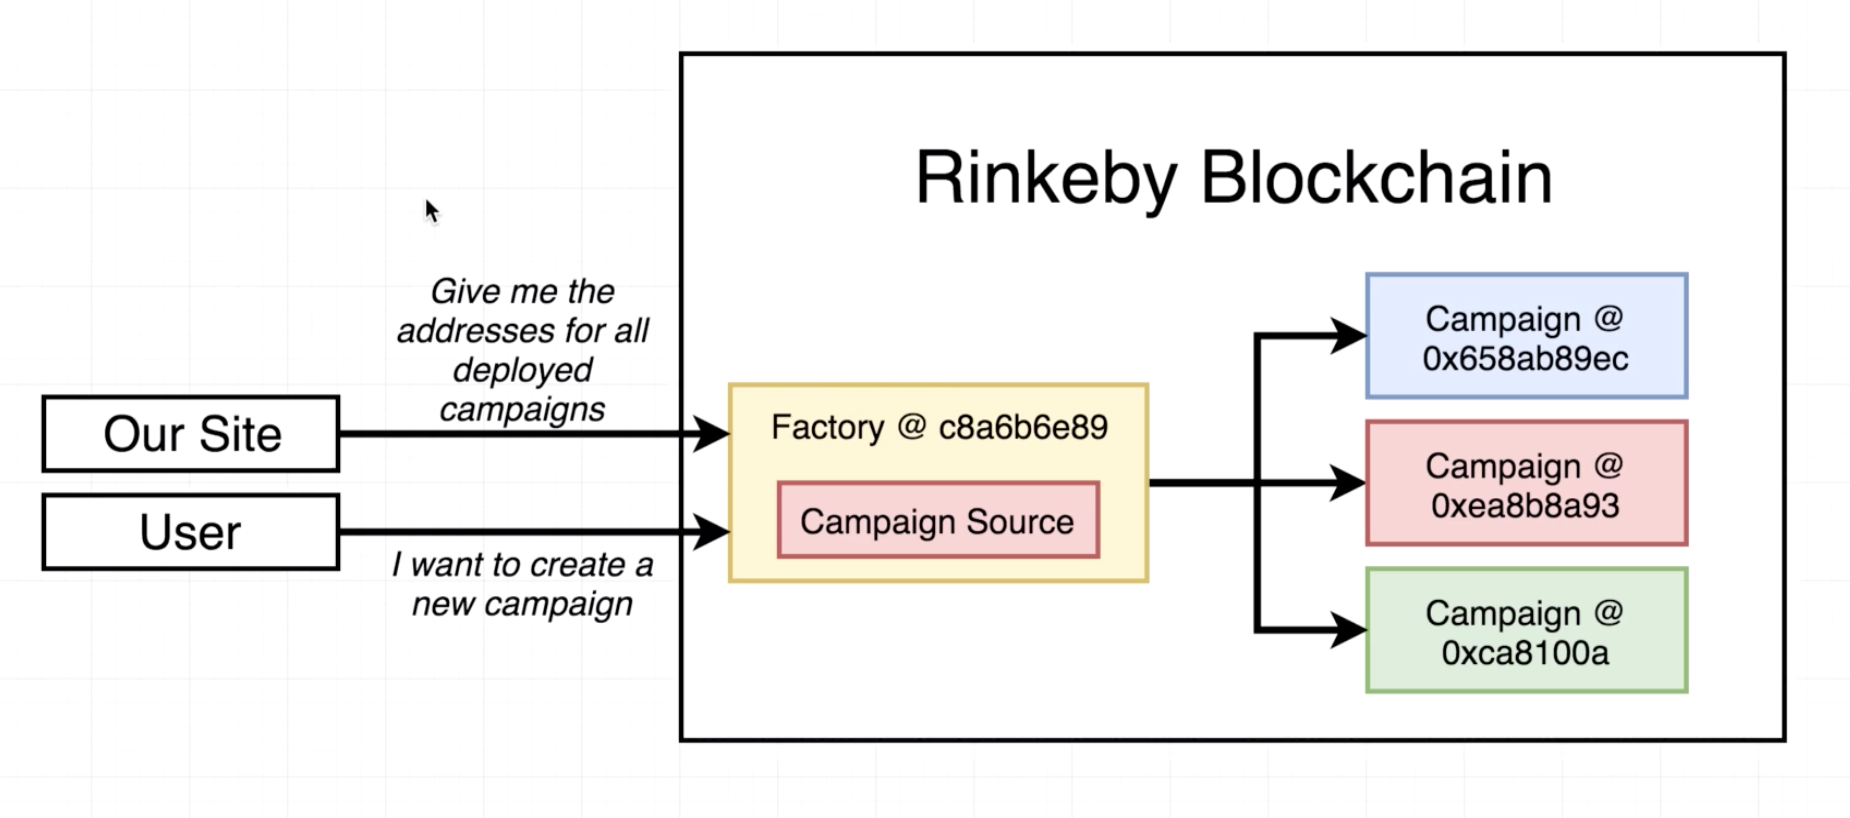 Rinkeby Blockchain
Give me the
addresses for all
deployed
campaigns
Our Site
User
I want to create a
new campaign
Factory @ c8a6b6e89
Campaign Source
Campaign @
0x658ab89ec
Campaign @
0xea8b8a93
Campaign @
0xca8100a